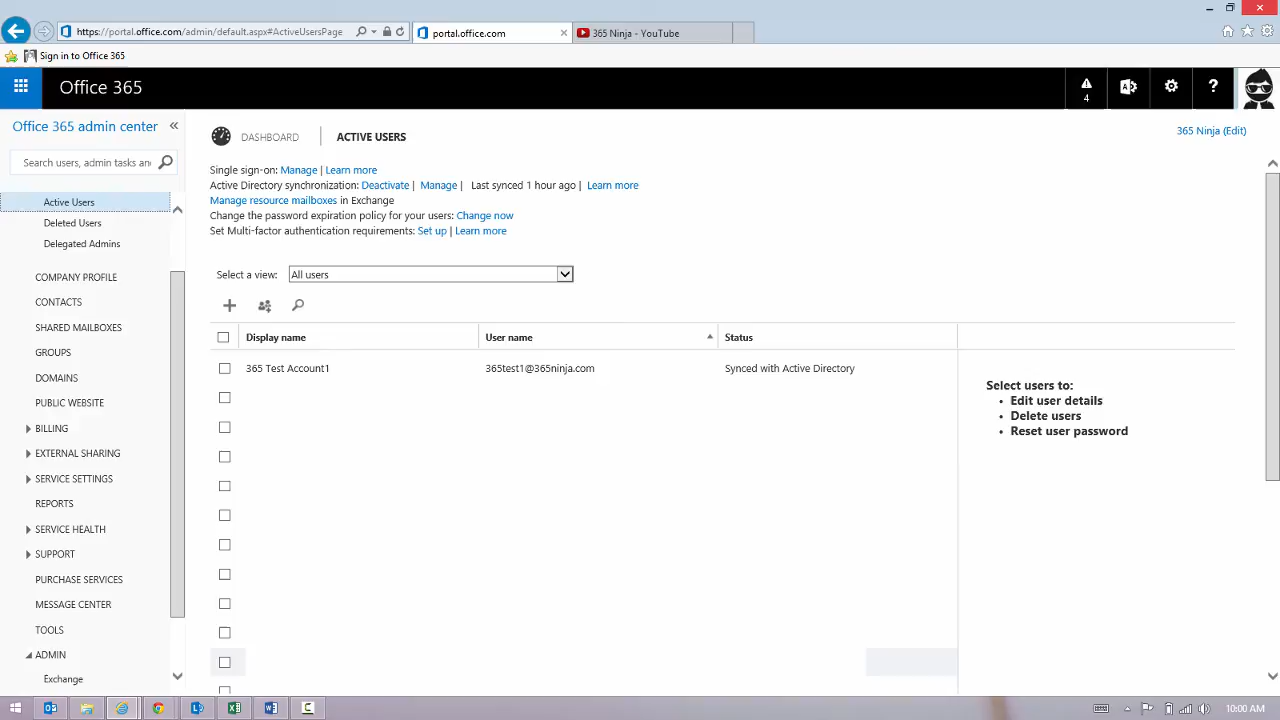 https://portal.office.com/admin/default.aspx#ActiveUsersPage
portal.office.com
365 Ninja - YouTube
Sign in to Office 365
Office 365
4
?
Office 365 admin center
Search users, admin tasks and
Active Users
Deleted Users
Delegated Admins
COMPANY PROFILE
CONTACTS
SHARED MAILBOXES
GROUPS
DOMAINS
PUBLIC WEBSITE
BILLING
EXTERNAL SHARING
SERVICE SETTINGS
REPORTS
SERVICE HEALTH
SUPPORT
PURCHASE SERVICES
MESSAGE CENTER
TOOLS
ADMIN
Exchange
DASHBOARD | ACTIVE USERS
365 Ninja (Edit)
Single sign-on: Manage | Learn more
Active Directory synchronization: Deactivate | Manage | Last synced 1 hour ago | Learn more
Manage resource mailboxes in Exchange
Change the password expiration policy for your users: Change now
Set Multi-factor authentication requirements: Set up | Learn more
Select a view: All users
Display name User name Status
365 Test Account1 365test1@365ninja.com Synced with Active Directory
Select users to:
• Edit user details
• Delete users
• Reset user password
10:00 AM